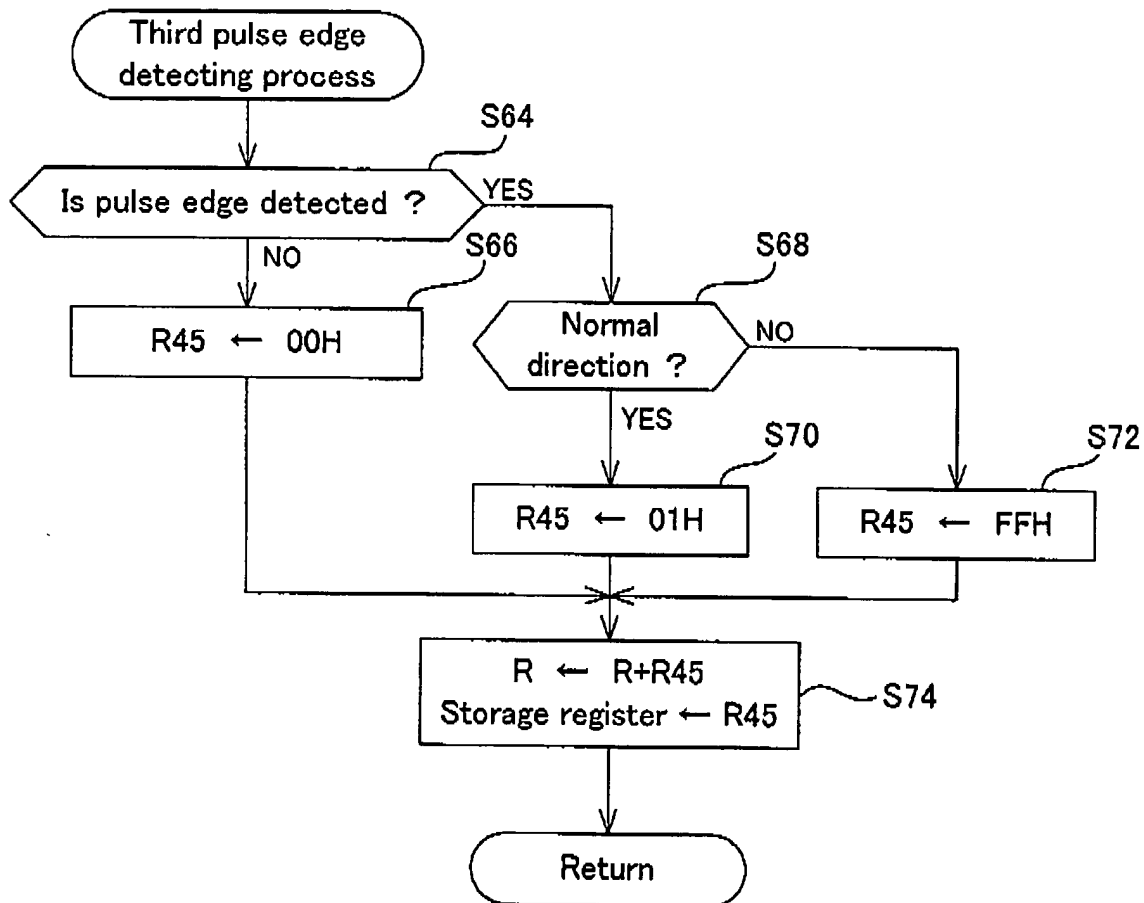 Third pulse edge
detecting process
S64
Is pulse edge detected ?
YES
NO
S66
S68
R45 ← 00H
Normal
direction ?
NO
YES
S70
S72
R45 ← 01H
R45 ← FFH
R ← R+R45
Storage register ← R45
S74
Return